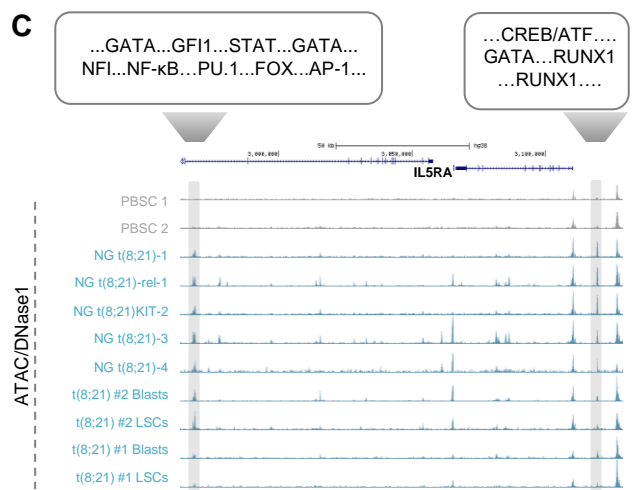 C
...GATA...GFI1...STAT...GATA...
NFI...NF-κB...PU.1...FOX...AP-1...
...CREB/ATF....
GATA...RUNX1
...RUNX1....
50 kb hg38
3,000,000 3,050,000 3,100,000
IL5RA
ATAC/DNase1
PBSC 1
PBSC 2
NG t(8;21)-1
NG t(8;21)-rel-1
NG t(8;21)KIT-2
NG t(8;21)-3
NG t(8;21)-4
t(8;21) #2 Blasts
t(8;21) #2 LSCs
t(8;21) #1 Blasts
t(8;21) #1 LSCs